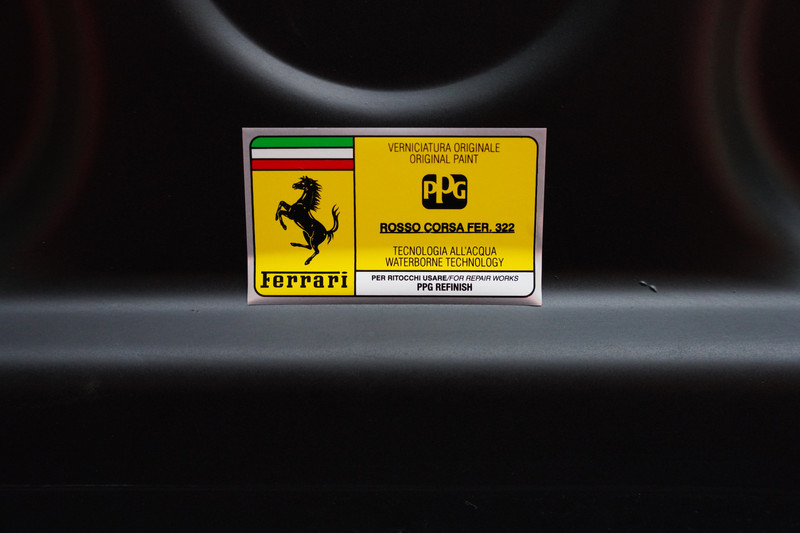 VERNICIATURA ORIGINALE
ORIGINAL PAINT
PPG
ROSSO CORSA FER. 322
TECNOLOGIA ALL'ACQUA
WATERBORNE TECHNOLOGY
Ferrari
PER RITOCCHI USARE/FOR REPAIR WORKS
PPG REFINISH